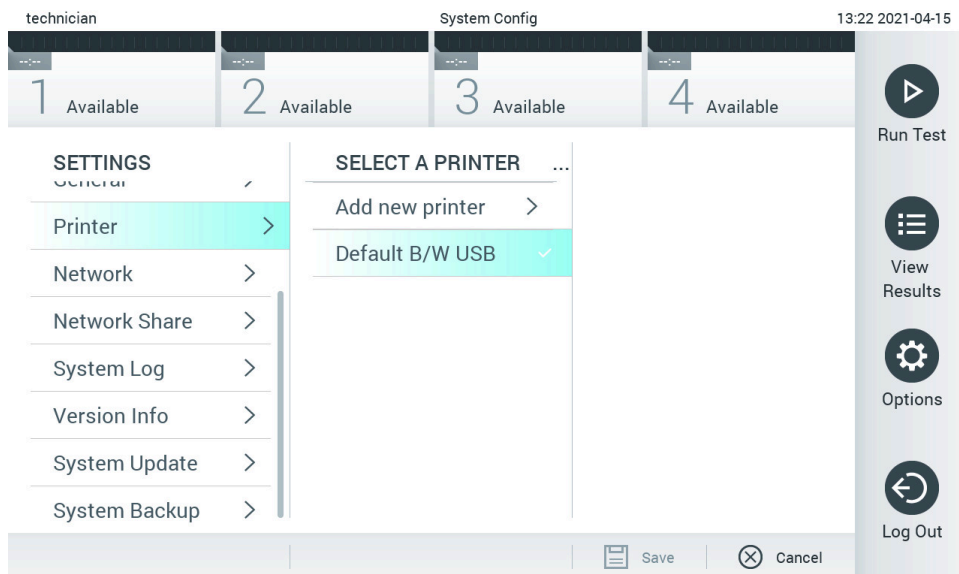 technician
System Config
13:22 2021-04-15
--:--
1 Available
--:--
2 Available
--:--
3 Available
--:--
4 Available
SETTINGS
General
Printer
Network
Network Share
System Log
Version Info
System Update
System Backup
SELECT A PRINTER ...
Add new printer
Default B/W USB
Save
Cancel
Run Test
View
Results
Options
Log Out